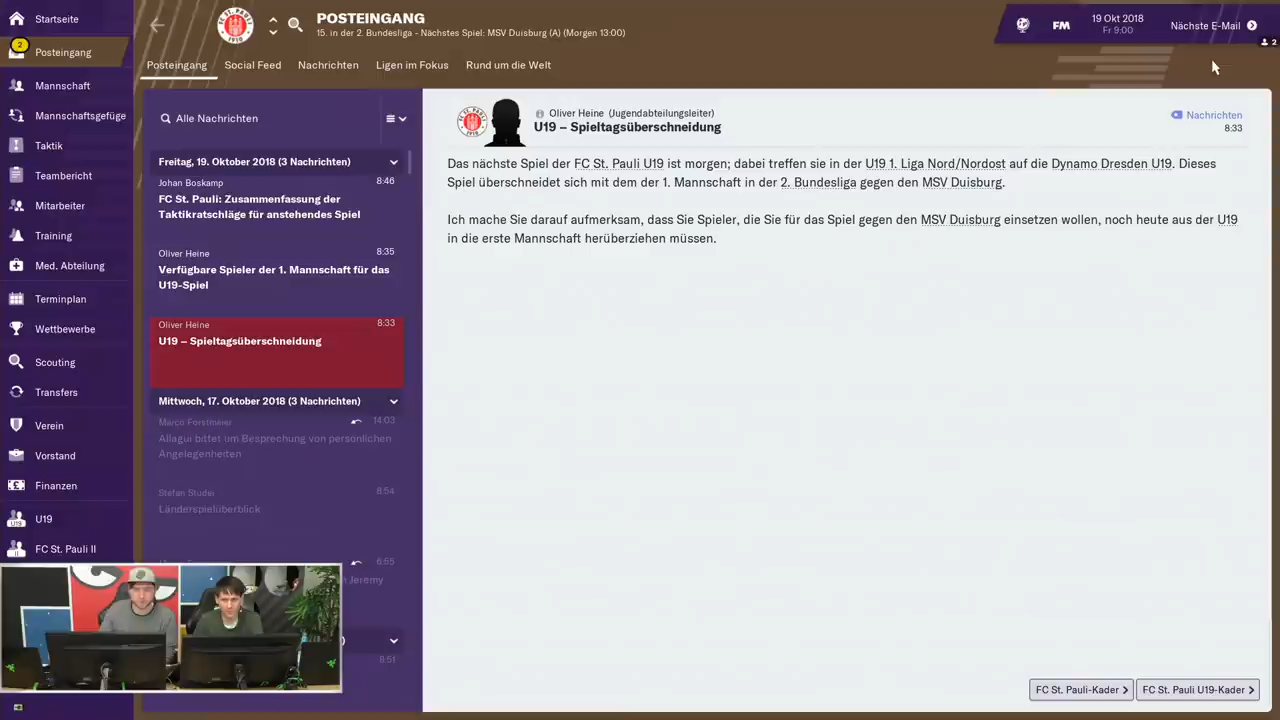 Startseite
2
Posteingang
Mannschaft
Mannschaftsgefüge
Taktik
Teambericht
Mitarbeiter
Training
Med. Abteilung
Terminplan
Wettbewerbe
Scouting
Transfers
Verein
Vorstand
Finanzen
U19
U19
FC St. Pauli II
POSTEINGANG
15. in der 2. Bundesliga - Nächstes Spiel: MSV Duisburg (A) (Morgen 13:00)
FM
19 Okt 2018
Fr 9:00
Nächste E-Mail
2
Posteingang
Social Feed
Nachrichten
Ligen im Fokus
Rund um die Welt
Alle Nachrichten
Freitag, 19. Oktober 2018 (3 Nachrichten)
Johan Boskamp
8:46
FC St. Pauli: Zusammenfassung der
Taktikratschläge für anstehendes Spiel
Oliver Heine
8:35
Verfügbare Spieler der 1. Mannschaft für das
U19-Spiel
Oliver Heine
8:33
U19 – Spieltagsüberschneidung
Mittwoch, 17. Oktober 2018 (3 Nachrichten)
Marco Forstmeier
14:03
Allagui bittet um Besprechung von persönlichen
Angelegenheiten
8:54
Länderspielüberblick
6:55
Jeremy
)
8:51
Oliver Heine (Jugendabteilungsleiter)
U19 – Spieltagsüberschneidung
Nachrichten
8:33
Das nächste Spiel der FC St. Pauli U19 ist morgen; dabei treffen sie in der U19 1. Liga Nord/Nordost auf die Dynamo Dresden U19. Dieses
Spiel überschneidet sich mit dem der 1. Mannschaft in der 2. Bundesliga gegen den MSV Duisburg.
Ich mache Sie darauf aufmerksam, dass Sie Spieler, die Sie für das Spiel gegen den MSV Duisburg einsetzen wollen, noch heute aus der U19
in die erste Mannschaft herüberziehen müssen.
FC St. Pauli-Kader
FC St. Pauli U19-Kader